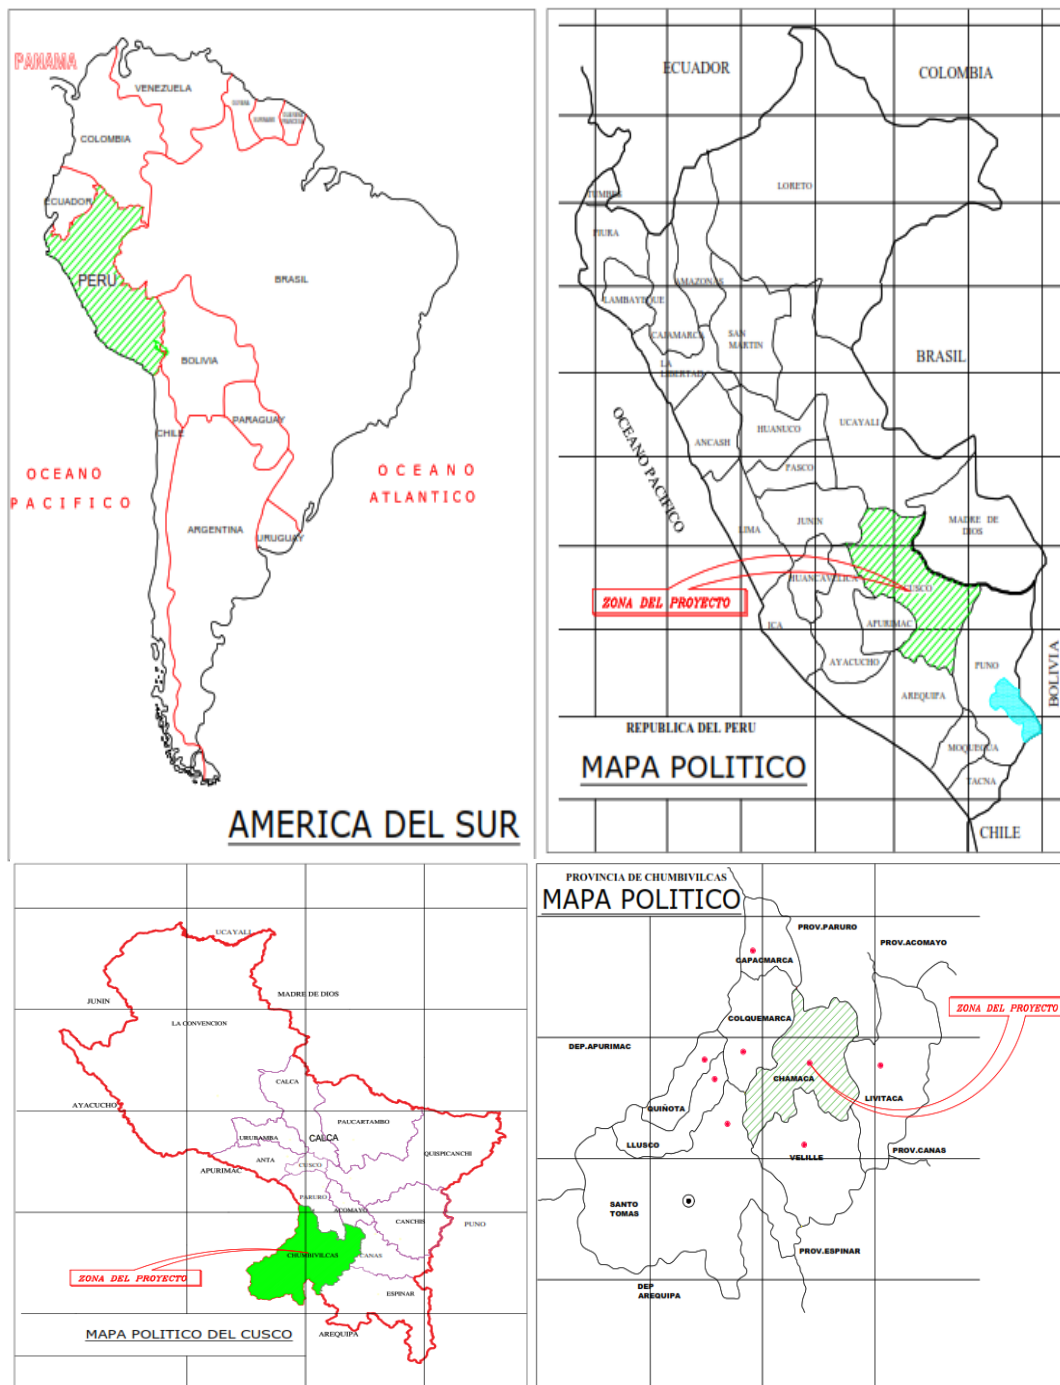 PANAMA
VENEZUELA
COLOMBIA
ECUADOR
PERU
BRASIL
BOLIVIA
PARAGUAY
CHILE
OCEANO
PACIFICO
OCEANO
ATLANTICO
ARGENTINA
URUGUAY
AMERICA DEL SUR
ECUADOR
COLOMBIA
LORETO
TUMBES
PIURA
AMAZONAS
LAMBAYEQUE
CAJAMARCA
SAN
MARTIN
LA
LIBERTAD
BRASIL
OCEANO PACIFICO
ANCASH
HUANUCO
UCAYALI
PASCO
LIMA
JUNIN
MADRE DE
DIOS
HUANCAVELICA
CUSCO
ZONA DEL PROYECTO
ICA
APURIMAC
AYACUCHO
PUNO
BOLIVIA
AREQUIPA
REPUBLICA DEL PERU
MAPA POLITICO
MOQUEGUA
TACNA
CHILE
UCAYALI
MADRE DE DIOS
JUNIN
LA CONVENCION
CALCA
AYACUCHO
PAUCARTAMBO
URUBAMBA
CALCA
QUISPICANCHI
ANTA
CUSCO
APURIMAC
PARURO
ACOMAYO
CANCHIS
PUNO
CHUMBIVILCAS
CANAS
ZONA DEL PROYECTO
ESPINAR
MAPA POLITICO DEL CUSCO
AREQUIPA
PROVINCIA DE CHUMBIVILCAS
MAPA POLITICO
PROV.PARURO
PROV.ACOMAYO
CAPACMARCA
ZONA DEL PROYECTO
COLQUEMARCA
DEP.APURIMAC
CHAMACA
LIVITACA
QUIÑOTA
LLUSCO
VELILLE
PROV.CANAS
SANTO
TOMAS
PROV.ESPINAR
DEP
AREQUIPA